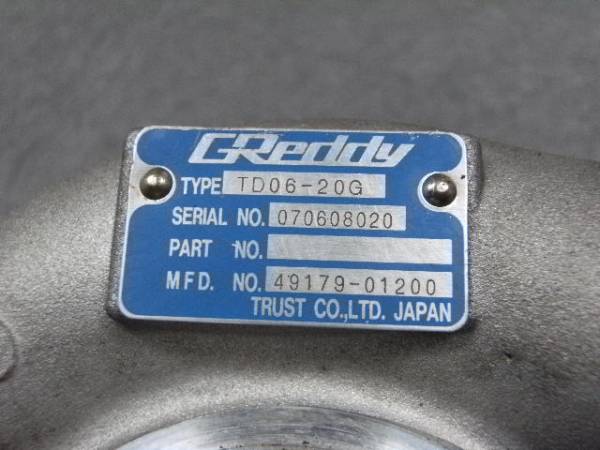 GReddy
TYPE TD06-20G
SERIAL NO. 070608020
PART NO.
MFD. NO. 49179-01200
TRUST CO.,LTD. JAPAN